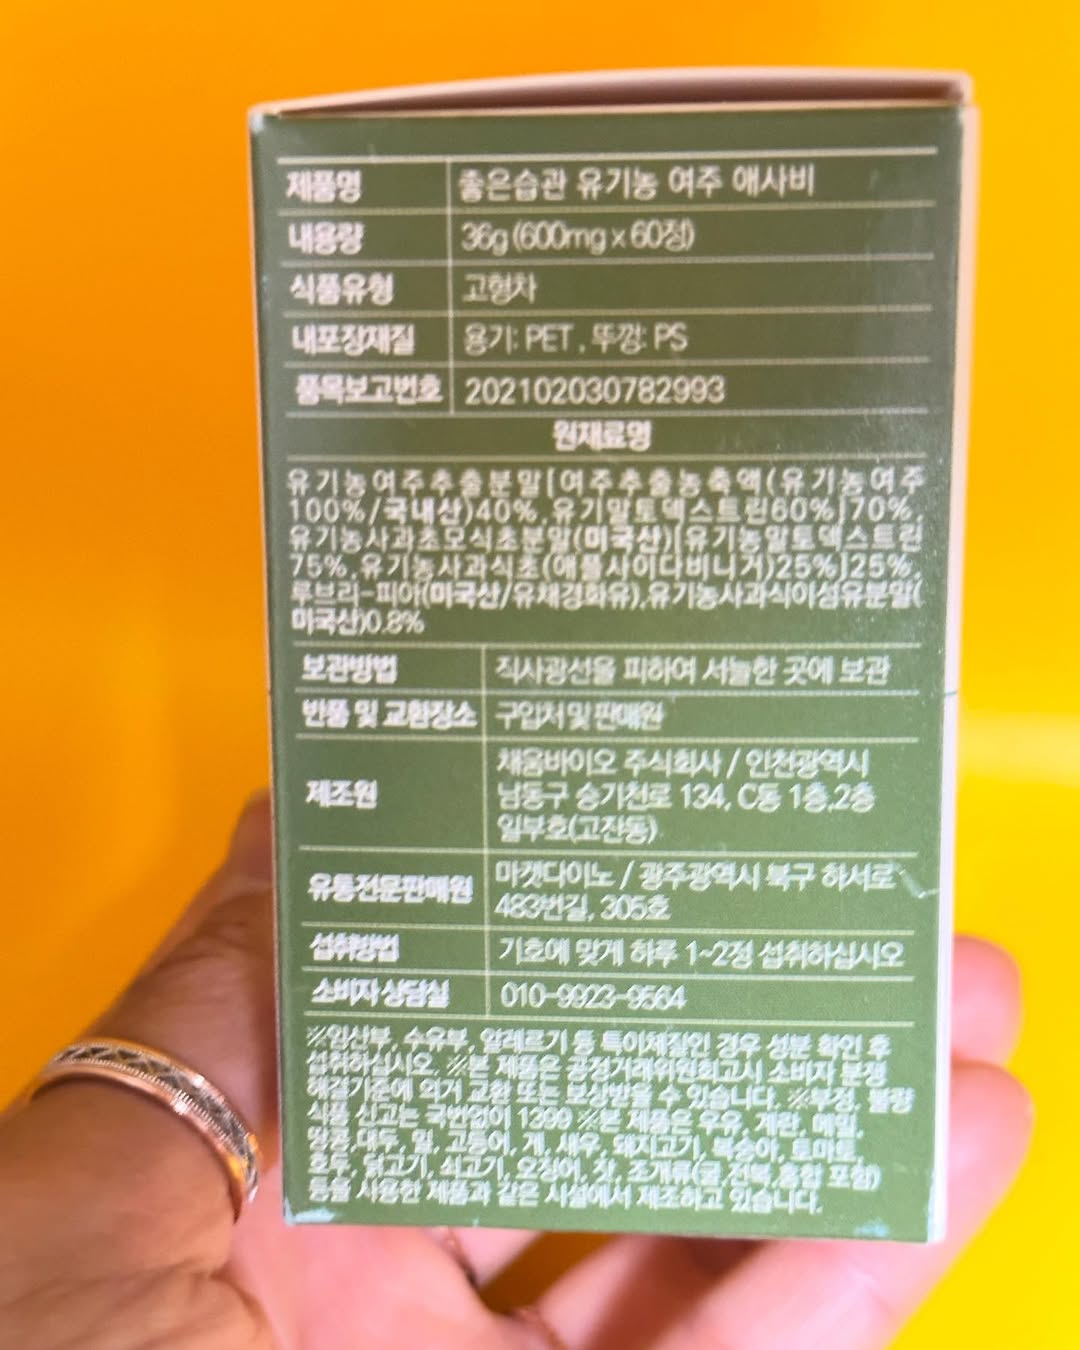 제품명 좋은습관 유기농 여주 애사비
내용량 36g (600mg x 60정)
식품유형 고형차
내포장재질 용기: PET , 뚜껑: PS
품목보고번호 202102030782993
원재료명
유기농여주추출분말[여주추출농축액(유기농여주
100%/국내산)40%,유기말토덱스트린60%]70%,
유기농사과초모식초분말(미국산)[유기농말토덱스트린
75%,유기농사과식초(애플사이다비니거)25%]25%,
루브리-피아(미국산/유채경화유),유기농사과식이섬유분말(
미국산)0.8%
보관방법 직사광선을 피하여 서늘한 곳에 보관
반품 및 교환장소 구입처 및 판매원
제조원 채움바이오 주식회사 / 인천광역시
남동구 승기천로 134, C동 1층,2층
일부호(고잔동)
유통전문판매원 마켓다이노 / 광주광역시 북구 하서로
483번길, 305호
섭취방법 기호에 맞게 하루 1~2정 섭취하십시오
소비자상담실 010-9923-9564
※임산부, 수유부, 알레르기 등 특이체질인 경우 성분 확인 후
섭취하십시오. ※본 제품은 공정거래위원회고시 소비자 분쟁
해결기준에 의거 교환 또는 보상받을 수 있습니다. ※부정, 불량
식품 신고는 국번없이 1399 ※본 제품은 우유, 계란, 메밀,
땅콩,대두, 밀, 고등어, 게, 새우, 돼지고기, 복숭아, 토마토,
호두, 닭고기, 쇠고기, 오징어, 잣, 조개류(굴,전복,홍합 포함)
등을 사용한 제품과 같은 시설에서 제조하고 있습니다.